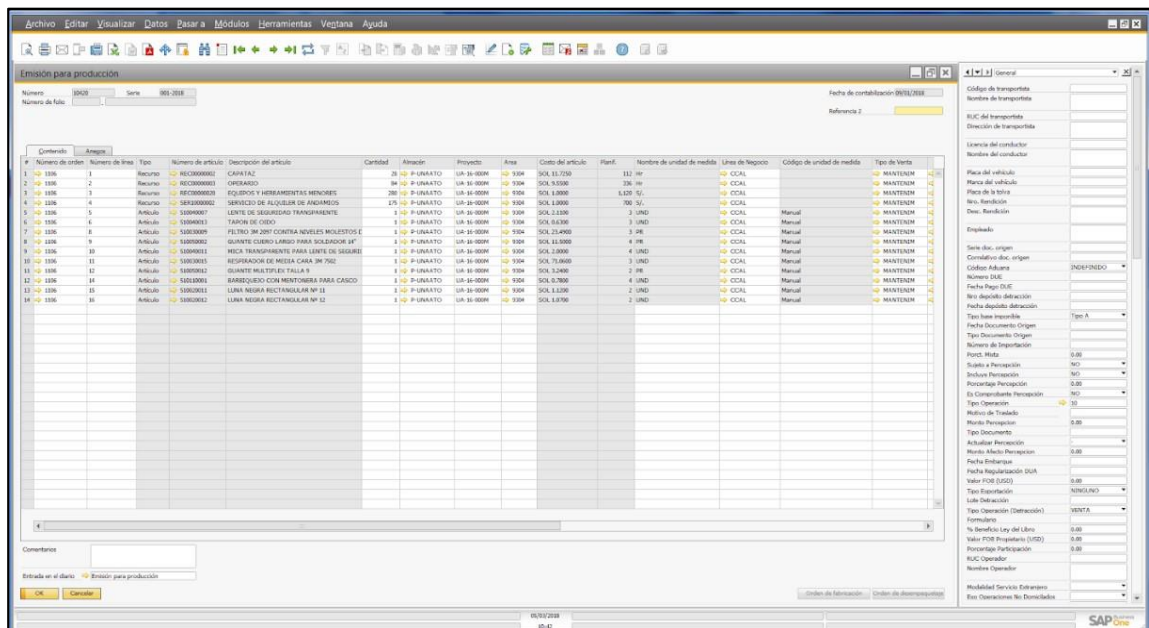 Archivo Editar Visualizar Datos Pasar a Módulos Herramientas Ventana Ayuda
Emisión para producción
Número 10420 Serie 001-2018 Fecha de contabilización 09/01/2018
Número de folio
Referencia 2
Contenido Anexos
# Número de orden Número de línea Tipo Número de artículo Descripción del artículo Cantidad Almacén Proyecto Area Costo del artículo Planif. Nombre de unidad de medida Línea de Negocio Código de unidad de medida Tipo de Venta
1 1106 1 Recurso REC00000002 CAPATAZ 28 P-UNAATO UA-16-000M 9304 SOL 11.7250 112 Hr CCAL MANTENIM
2 1106 2 Recurso REC00000003 OPERARIO 84 P-UNAATO UA-16-000M 9304 SOL 9.5500 336 Hr CCAL MANTENIM
3 1106 3 Recurso REC00000028 EQUIPOS Y HERRAMIENTAS MENORES 280 P-UNAATO UA-16-000M 9304 SOL 1.0000 1,120 S/. CCAL MANTENIM
4 1106 4 Recurso SER10000002 SERVICIO DE ALQUILER DE ANDAMIOS 175 P-UNAATO UA-16-000M 9304 SOL 1.0000 700 S/. CCAL MANTENIM
5 1106 5 Artículo S10040007 LENTE DE SEGURIDAD TRANSPARENTE 1 P-UNAATO UA-16-000M 9304 SOL 2.1500 3 UND CCAL Manual MANTENIM
6 1106 6 Artículo S10040012 TAPON DE OIDO 1 P-UNAATO UA-16-000M 9304 SOL 0.6300 3 UND CCAL Manual MANTENIM
7 1106 8 Artículo S10030009 FILTRO 3M 2097 CONTRA NIVELES MOLESTOS D 1 P-UNAATO UA-16-000M 9304 SOL 21.4900 3 PR CCAL Manual MANTENIM
8 1106 9 Artículo S10050002 GUANTE CUERO LARGO PARA SOLDADOR 14" 1 P-UNAATO UA-16-000M 9304 SOL 11.5000 4 PR CCAL Manual MANTENIM
9 1106 10 Artículo S10040011 MICA TRANSPARENTE PARA LENTE DE SEGURID 1 P-UNAATO UA-16-000M 9304 SOL 2.0000 4 UND CCAL Manual MANTENIM
10 1106 11 Artículo S10030015 RESPIRADOR DE MEDIA CARA 3M 7502 1 P-UNAATO UA-16-000M 9304 SOL 71.0600 3 UND CCAL Manual MANTENIM
11 1106 12 Artículo S10050012 GUANTE MULTIFLEX TALLA 9 1 P-UNAATO UA-16-000M 9304 SOL 3.2400 2 PR CCAL Manual MANTENIM
12 1106 14 Artículo S10110001 BARBIQUEJO CON MENTONERA PARA CASCO 1 P-UNAATO UA-16-000M 9304 SOL 0.7800 4 UND CCAL Manual MANTENIM
13 1106 15 Artículo S10020011 LUNA NEGRA RECTANGULAR Nº 11 1 P-UNAATO UA-16-000M 9304 SOL 1.1200 2 UND CCAL Manual MANTENIM
14 1106 16 Artículo S10020012 LUNA NEGRA RECTANGULAR Nº 12 1 P-UNAATO UA-16-000M 9304 SOL 1.0700 2 UND CCAL Manual MANTENIM
Comentarios
Entrada en el diario Emisión para producción
OK Cancelar Orden de fabricación Orden de desempaquetaje
General
Código de transportista
Nombre de transportista
RUC del transportista
Dirección de transportista
Licencia del conductor
Nombre del conductor
Placa del vehículo
Marca del vehículo
Placa de la tolva
Nro. Rendición
Desc. Rendición
Empleado
Serie doc. origen
Correlativo doc. origen
Código Aduana INDEFINIDO
Número DUE
Fecha Pago DUE
Nro depósito detracción
Fecha depósito detracción
Tipo base imponible Tipo A
Fecha Documento Origen
Tipo Documento Origen
Número de Importación
Porct. Mixta 0.00
Sujeto a Percepción NO
Incluye Percepción NO
Porcentaje Percepción 0.00
Es Comprobante Percepción NO
Tipo Operación 10
Motivo de Traslado
Monto Percepcion 0.00
Tipo Documento
Actualizar Percepción
Monto Afecto Percepcion 0.00
Fecha Embarque
Fecha Regularización DUA
Valor FOB (USD) 0.00
Tipo Exportación NINGUNO
Lote Detracción
Tipo Operación (Detracción) VENTA
Formulario
% Beneficio Ley del Libro 0.00
Valor FOB Propietario (USD) 0.00
Porcentaje Participación 0.00
RUC Operador
Nombre Operador
Modalidad Servicio Extranjero
Exo Operaciones No Domiciliados
05/03/2018
10:42
SAP Business One